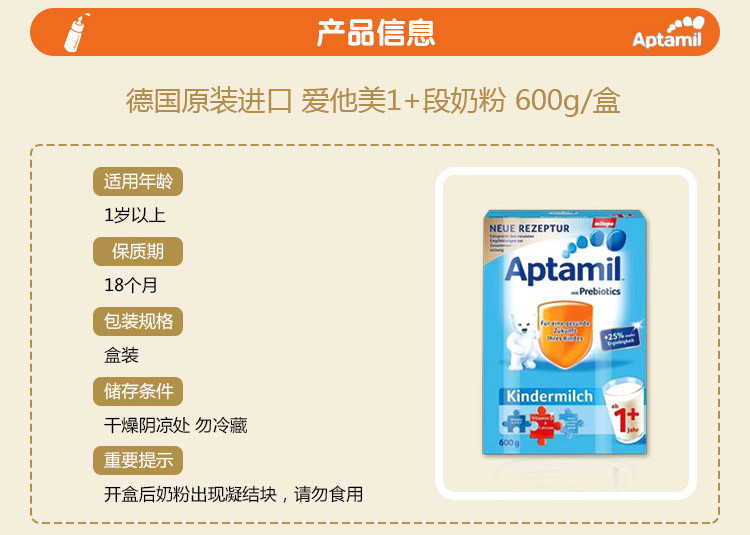 产品信息
Aptamil
德国原装进口 爱他美1+段奶粉 600g/盒
适用年龄
1岁以上
保质期
18个月
包装规格
盒装
储存条件
干燥阴凉处 勿冷藏
重要提示
开盒后奶粉出现凝结块，请勿食用
NEUE REZEPTUR
milupa
Aptamil
mit Prebiotics
Für eine gesunde
Zukunft
Ihres Kindes
+25% mehr
Ergiebigkeit
Kindermilch
ab
1+
Jahr
600g